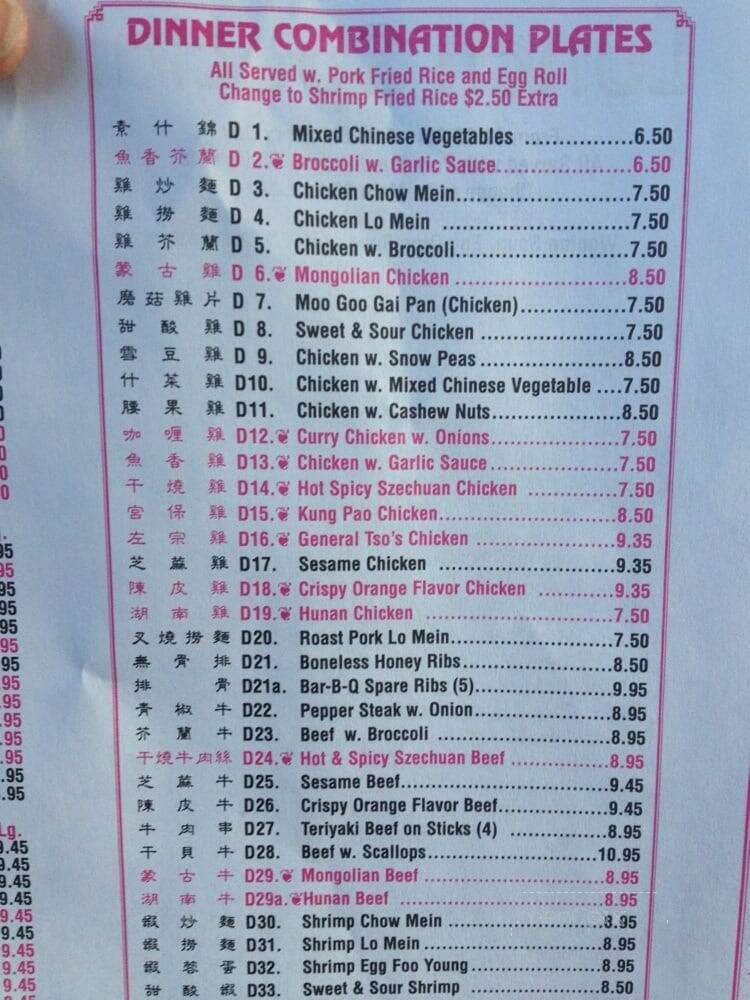 DINNER COMBINATION PLATES
All Served w. Pork Fried Rice and Egg Roll
Change to Shrimp Fried Rice $2.50 Extra
素什錦 D 1. Mixed Chinese Vegetables ................6.50
魚香芥蘭 D 2. Broccoli w. Garlic Sauce....................6.50
雞炒麵 D 3. Chicken Chow Mein..........................7.50
雞撈麵 D 4. Chicken Lo Mein ............................7.50
雞芥蘭 D 5. Chicken w. Broccoli..........................7.50
蒙古雞 D 6. Mongolian Chicken ..........................8.50
磨菇雞片 D 7. Moo Goo Gai Pan (Chicken)................7.50
甜酸雞 D 8. Sweet & Sour Chicken ......................7.50
雪豆雞 D 9. Chicken w. Snow Peas ......................8.50
什菜雞 D10. Chicken w. Mixed Chinese Vegetable ....7.50
腰果雞 D11. Chicken w. Cashew Nuts....................8.50
咖喱雞 D12. Curry Chicken w. Onions....................7.50
魚香雞 D13. Chicken w. Garlic Sauce ....................7.50
干燒雞 D14. Hot Spicy Szechuan Chicken ..............7.50
宮保雞 D15. Kung Pao Chicken............................8.50
左宗雞 D16. General Tso's Chicken ......................9.35
芝蔴雞 D17. Sesame Chicken ............................9.35
陳皮雞 D18. Crispy Orange Flavor Chicken ............9.35
湖南雞 D19. Hunan Chicken ..............................7.50
叉燒撈麵 D20. Roast Pork Lo Mein..........................7.50
無骨排 D21. Boneless Honey Ribs........................8.50
排骨 D21a. Bar-B-Q Spare Ribs (5)......................9.95
青椒牛 D22. Pepper Steak w. Onion......................8.95
芥蘭牛 D23. Beef w. Broccoli ............................8.95
干燒牛肉絲 D24. Hot & Spicy Szechuan Beef ................8.95
芝蔴牛 D25. Sesame Beef..................................9.45
陳皮牛 D26. Crispy Orange Flavor Beef..................9.45
牛肉串 D27. Teriyaki Beef on Sticks (4) ................8.95
干貝牛 D28. Beef w. Scallops..............................10.95
蒙古牛 D29. Mongolian Beef ..............................8.95
湖南牛 D29a. Hunan Beef ..................................8.95
蝦炒麵 D30. Shrimp Chow Mein ..........................8.95
蝦撈麵 D31. Shrimp Lo Mein ..............................8.95
蝦蓉蛋 D32. Shrimp Egg Foo Young......................8.95
甜酸蝦 D33. Sweet & Sour Shrimp ......................8.50
Lg.